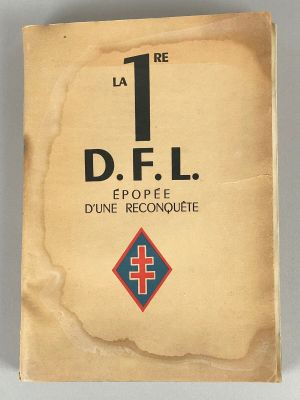 LA 1RE
D.F.L.
ÉPOPÉE
D'UNE RECONQUÊTE